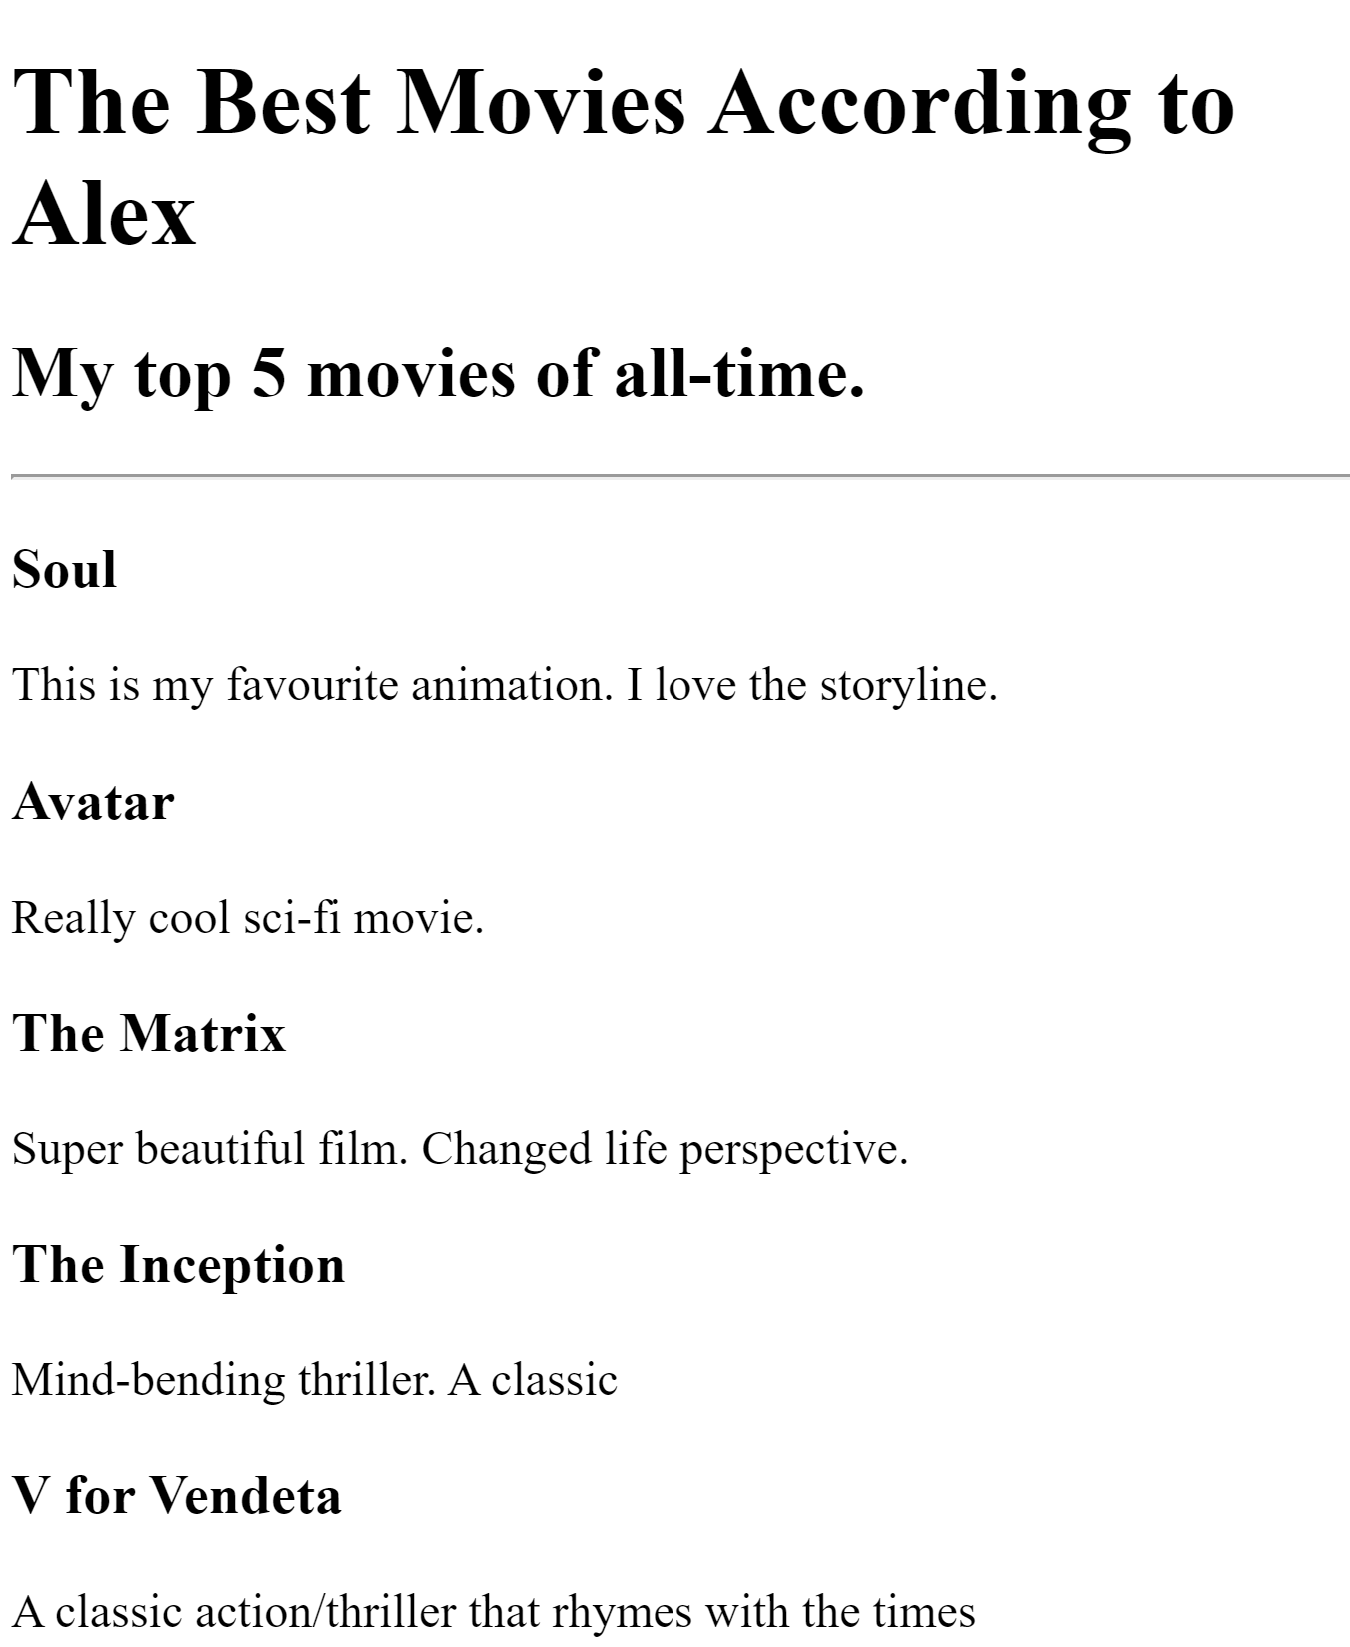 The Best Movies According to
Alex
My top 5 movies of all-time.
Soul
This is my favourite animation. I love the storyline.
Avatar
Really cool sci-fi movie.
The Matrix
Super beautiful film. Changed life perspective.
The Inception
Mind-bending thriller. A classic
V for Vendeta
A classic action/thriller that rhymes with the times